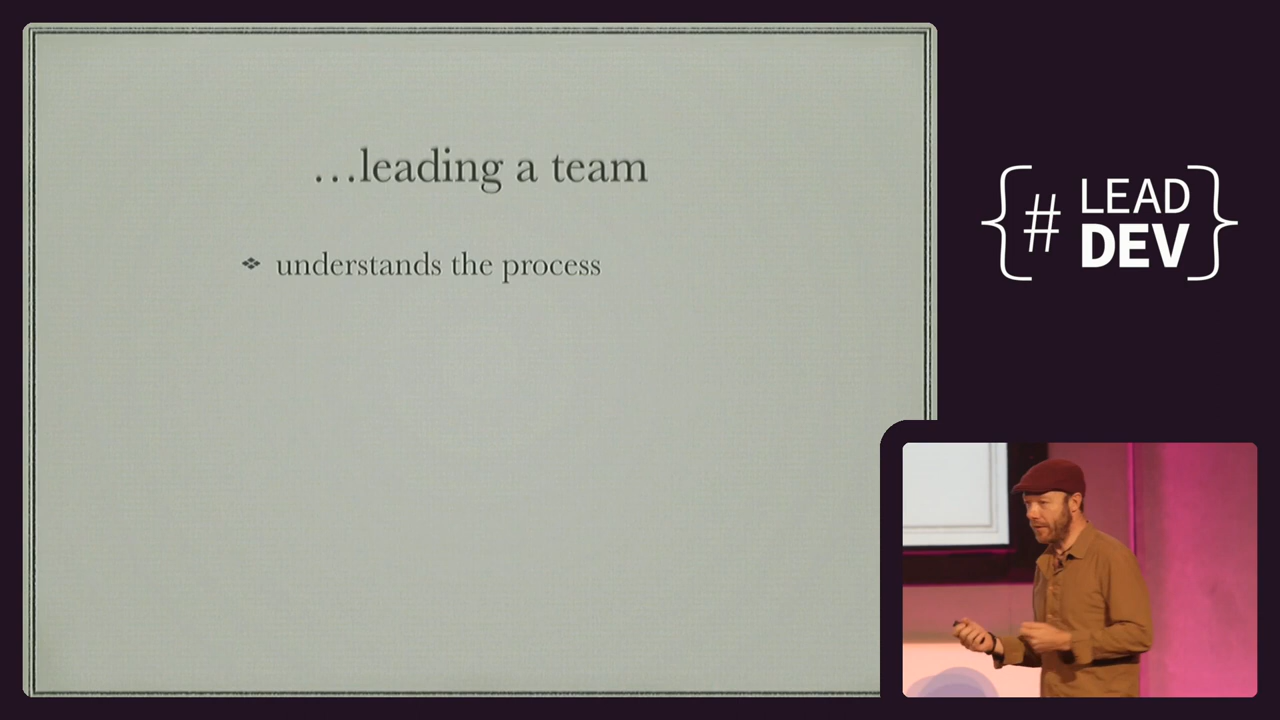 …leading a team
❖ understands the process
{# LEAD
DEV}